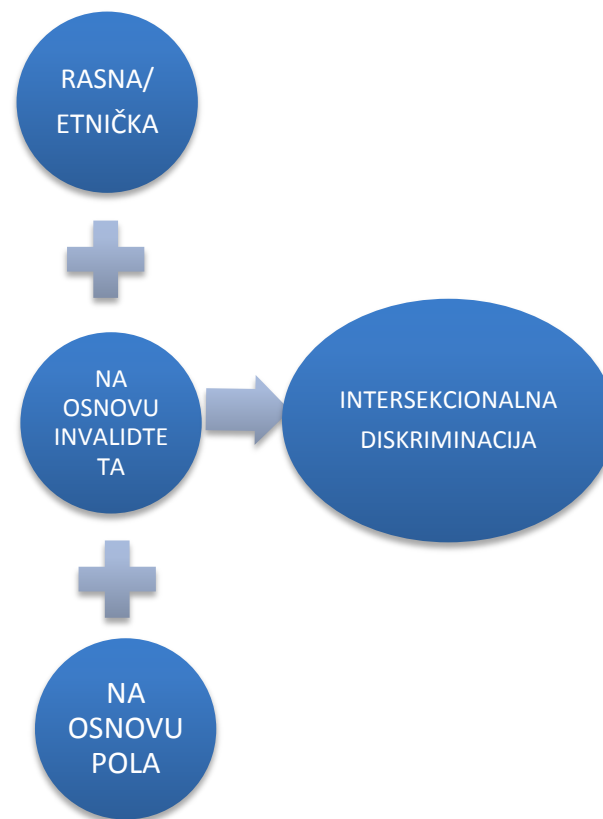 RASNA/
ETNIČKA
NA
OSNOVU
INVALIDTE
TA
INTERSEKCIONALNA
DISKRIMINACIJA
NA
OSNOVU
POLA